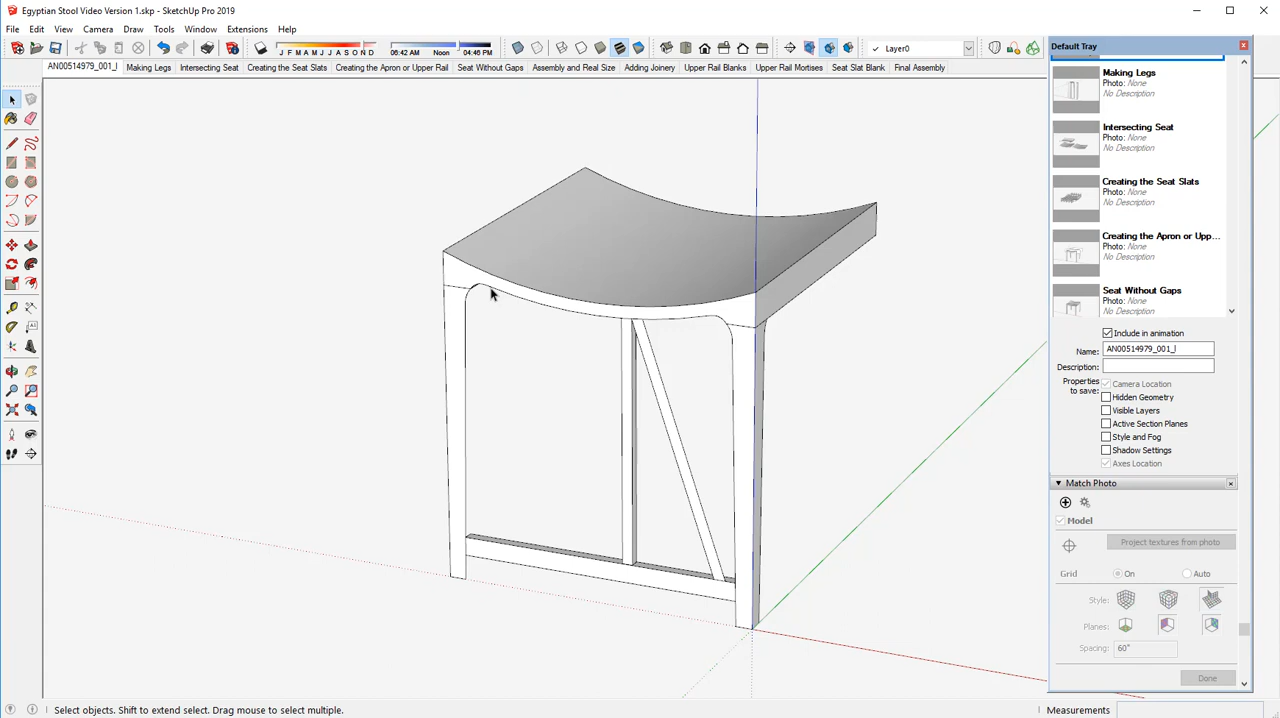 Egyptian Stool Video Version 1.skp - SketchUp Pro 2019
File Edit View Camera Draw Tools Window Extensions Help
J F M A M J J A S O N D 06:42 AM Noon 04:46 PM Layer0
AN00514979_001_l Making Legs Intersecting Seat Creating the Seat Slats Creating the Apron or Upper Rail Seat Without Gaps Assembly and Real Size Adding Joinery Upper Rail Blanks Upper Rail Mortises Seat Slat Blank Final Assembly
Default Tray
Making Legs
Photo: None
No Description
Intersecting Seat
Photo: None
No Description
Creating the Seat Slats
Photo: None
No Description
Creating the Apron or Upp...
Photo: None
No Description
Seat Without Gaps
Photo: None
No Description
Include in animation
Name: AN00514979_001_l
Description:
Properties to save:
Camera Location
Hidden Geometry
Visible Layers
Active Section Planes
Style and Fog
Shadow Settings
Axes Location
Match Photo
Model
Project textures from photo
Grid On Auto
Style:
Planes:
Spacing: 60"
Done
Select objects. Shift to extend select. Drag mouse to select multiple.
Measurements